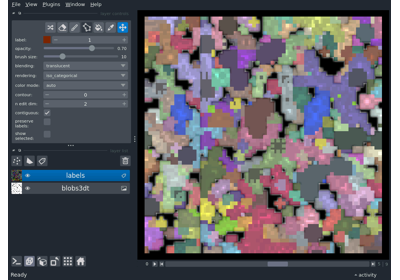 File View Plugins Window Help
label: 1
opacity: 0.70
brush size: 10
blending: translucent
rendering: iso_categorical
color mode: auto
contour: 0
n edit dim: 2
contiguous:
preserve
labels:
show
selected:
labels
blobs3dt
Ready
activity